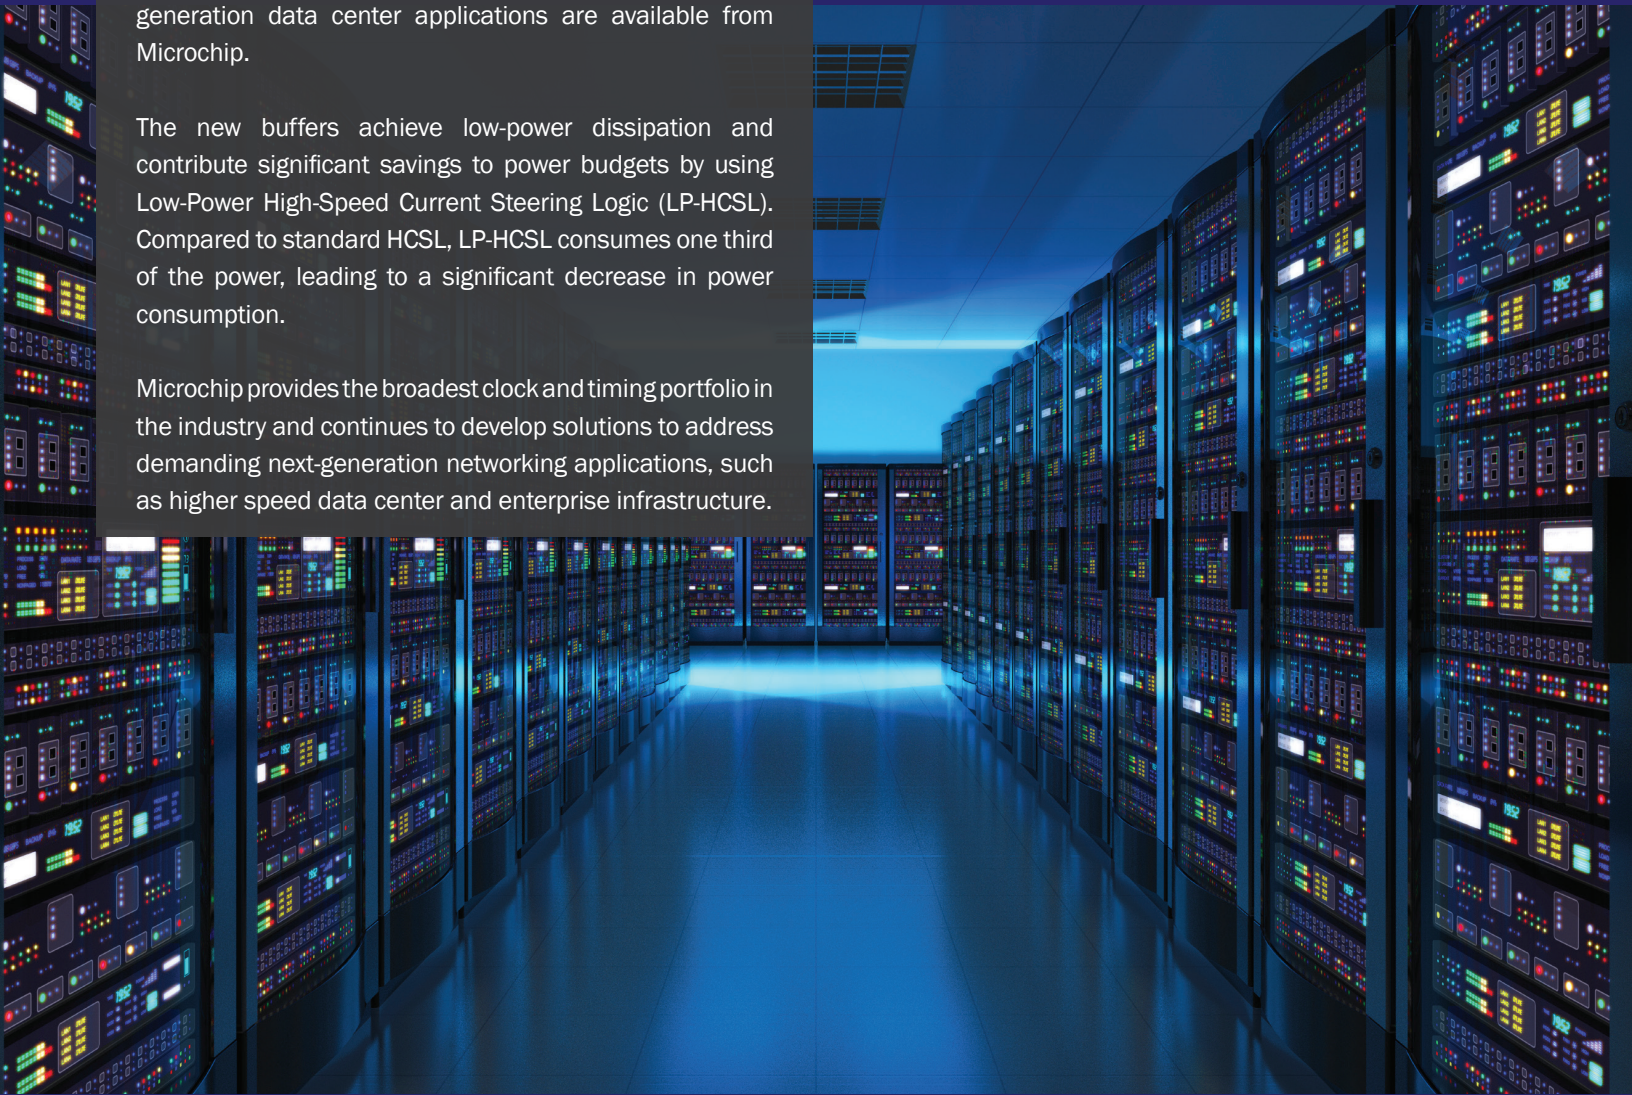 generation data center applications are available from
Microchip.
The new buffers achieve low-power dissipation and
contribute significant savings to power budgets by using
Low-Power High-Speed Current Steering Logic (LP-HCSL).
Compared to standard HCSL, LP-HCSL consumes one third
of the power, leading to a significant decrease in power
consumption.
Microchip provides the broadest clock and timing portfolio in
the industry and continues to develop solutions to address
demanding next-generation networking applications, such
as higher speed data center and enterprise infrastructure.